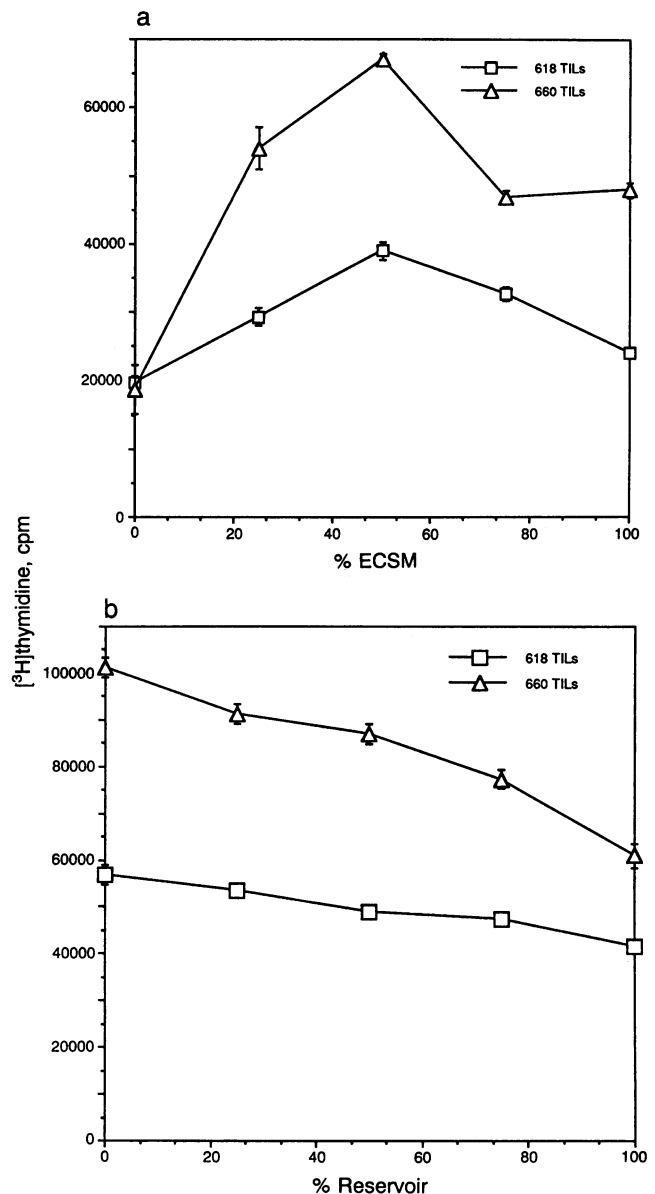 a
618 TILs
660 TILs
60000
40000
20000
0
0 20 40 60 80 100
% ECSM
[³H]thymidine, cpm
b
618 TILs
660 TILs
100000
80000
60000
40000
20000
0
0 20 40 60 80 100
% Reservoir